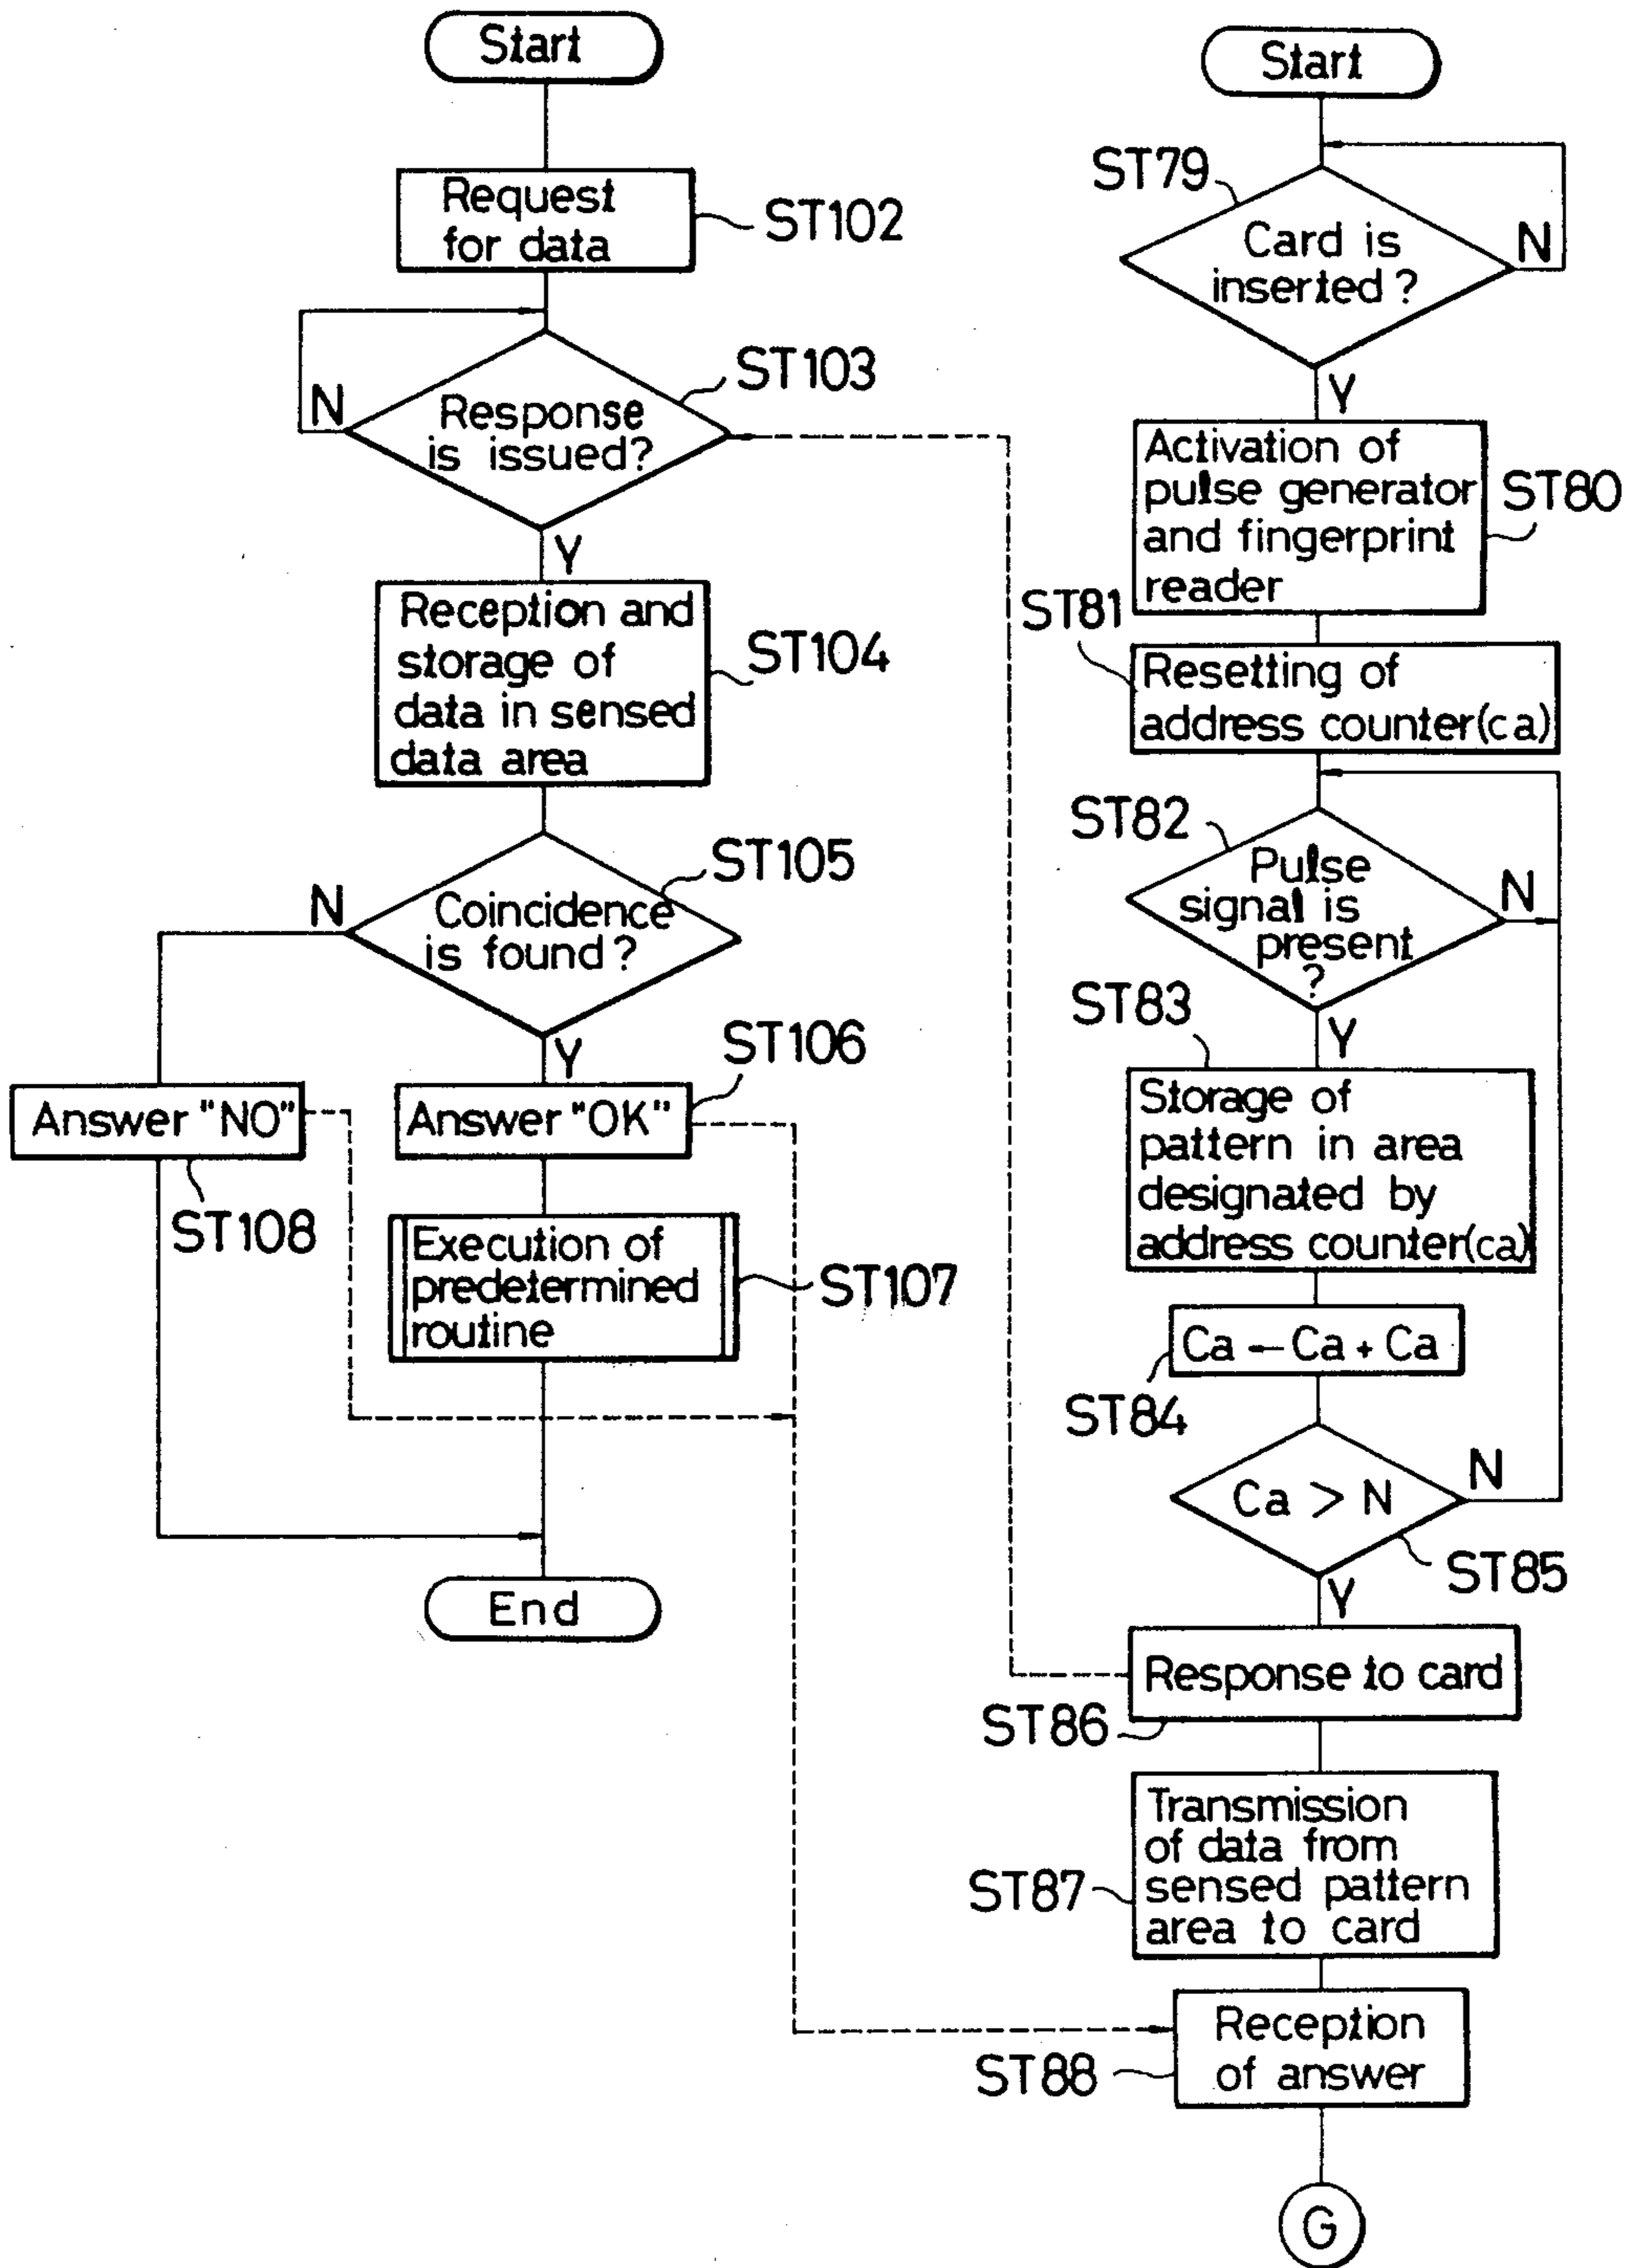 Start
Request
for data
ST102
N
Response
is issued?
ST103
Y
Reception and
storage of
data in sensed
data area
ST104
N
Coincidence
is found?
ST105
Y
ST106
Answer "NO"
Answer "OK"
ST108
Execution of
predetermined
routine
ST107
End
Start
ST79
Card is
inserted?
N
Y
Activation of
pulse generator
and fingerprint
reader
ST80
ST81
Resetting of
address counter(ca)
ST82
Pulse
signal is
present
?
N
ST83
Y
Storage of
pattern in area
designated by
address counter(ca)
Ca ← Ca + Ca
ST84
Ca > N
N
ST85
Y
Response to card
ST86
Transmission
of data from
sensed pattern
area to card
ST87
Reception
of answer
ST88
G